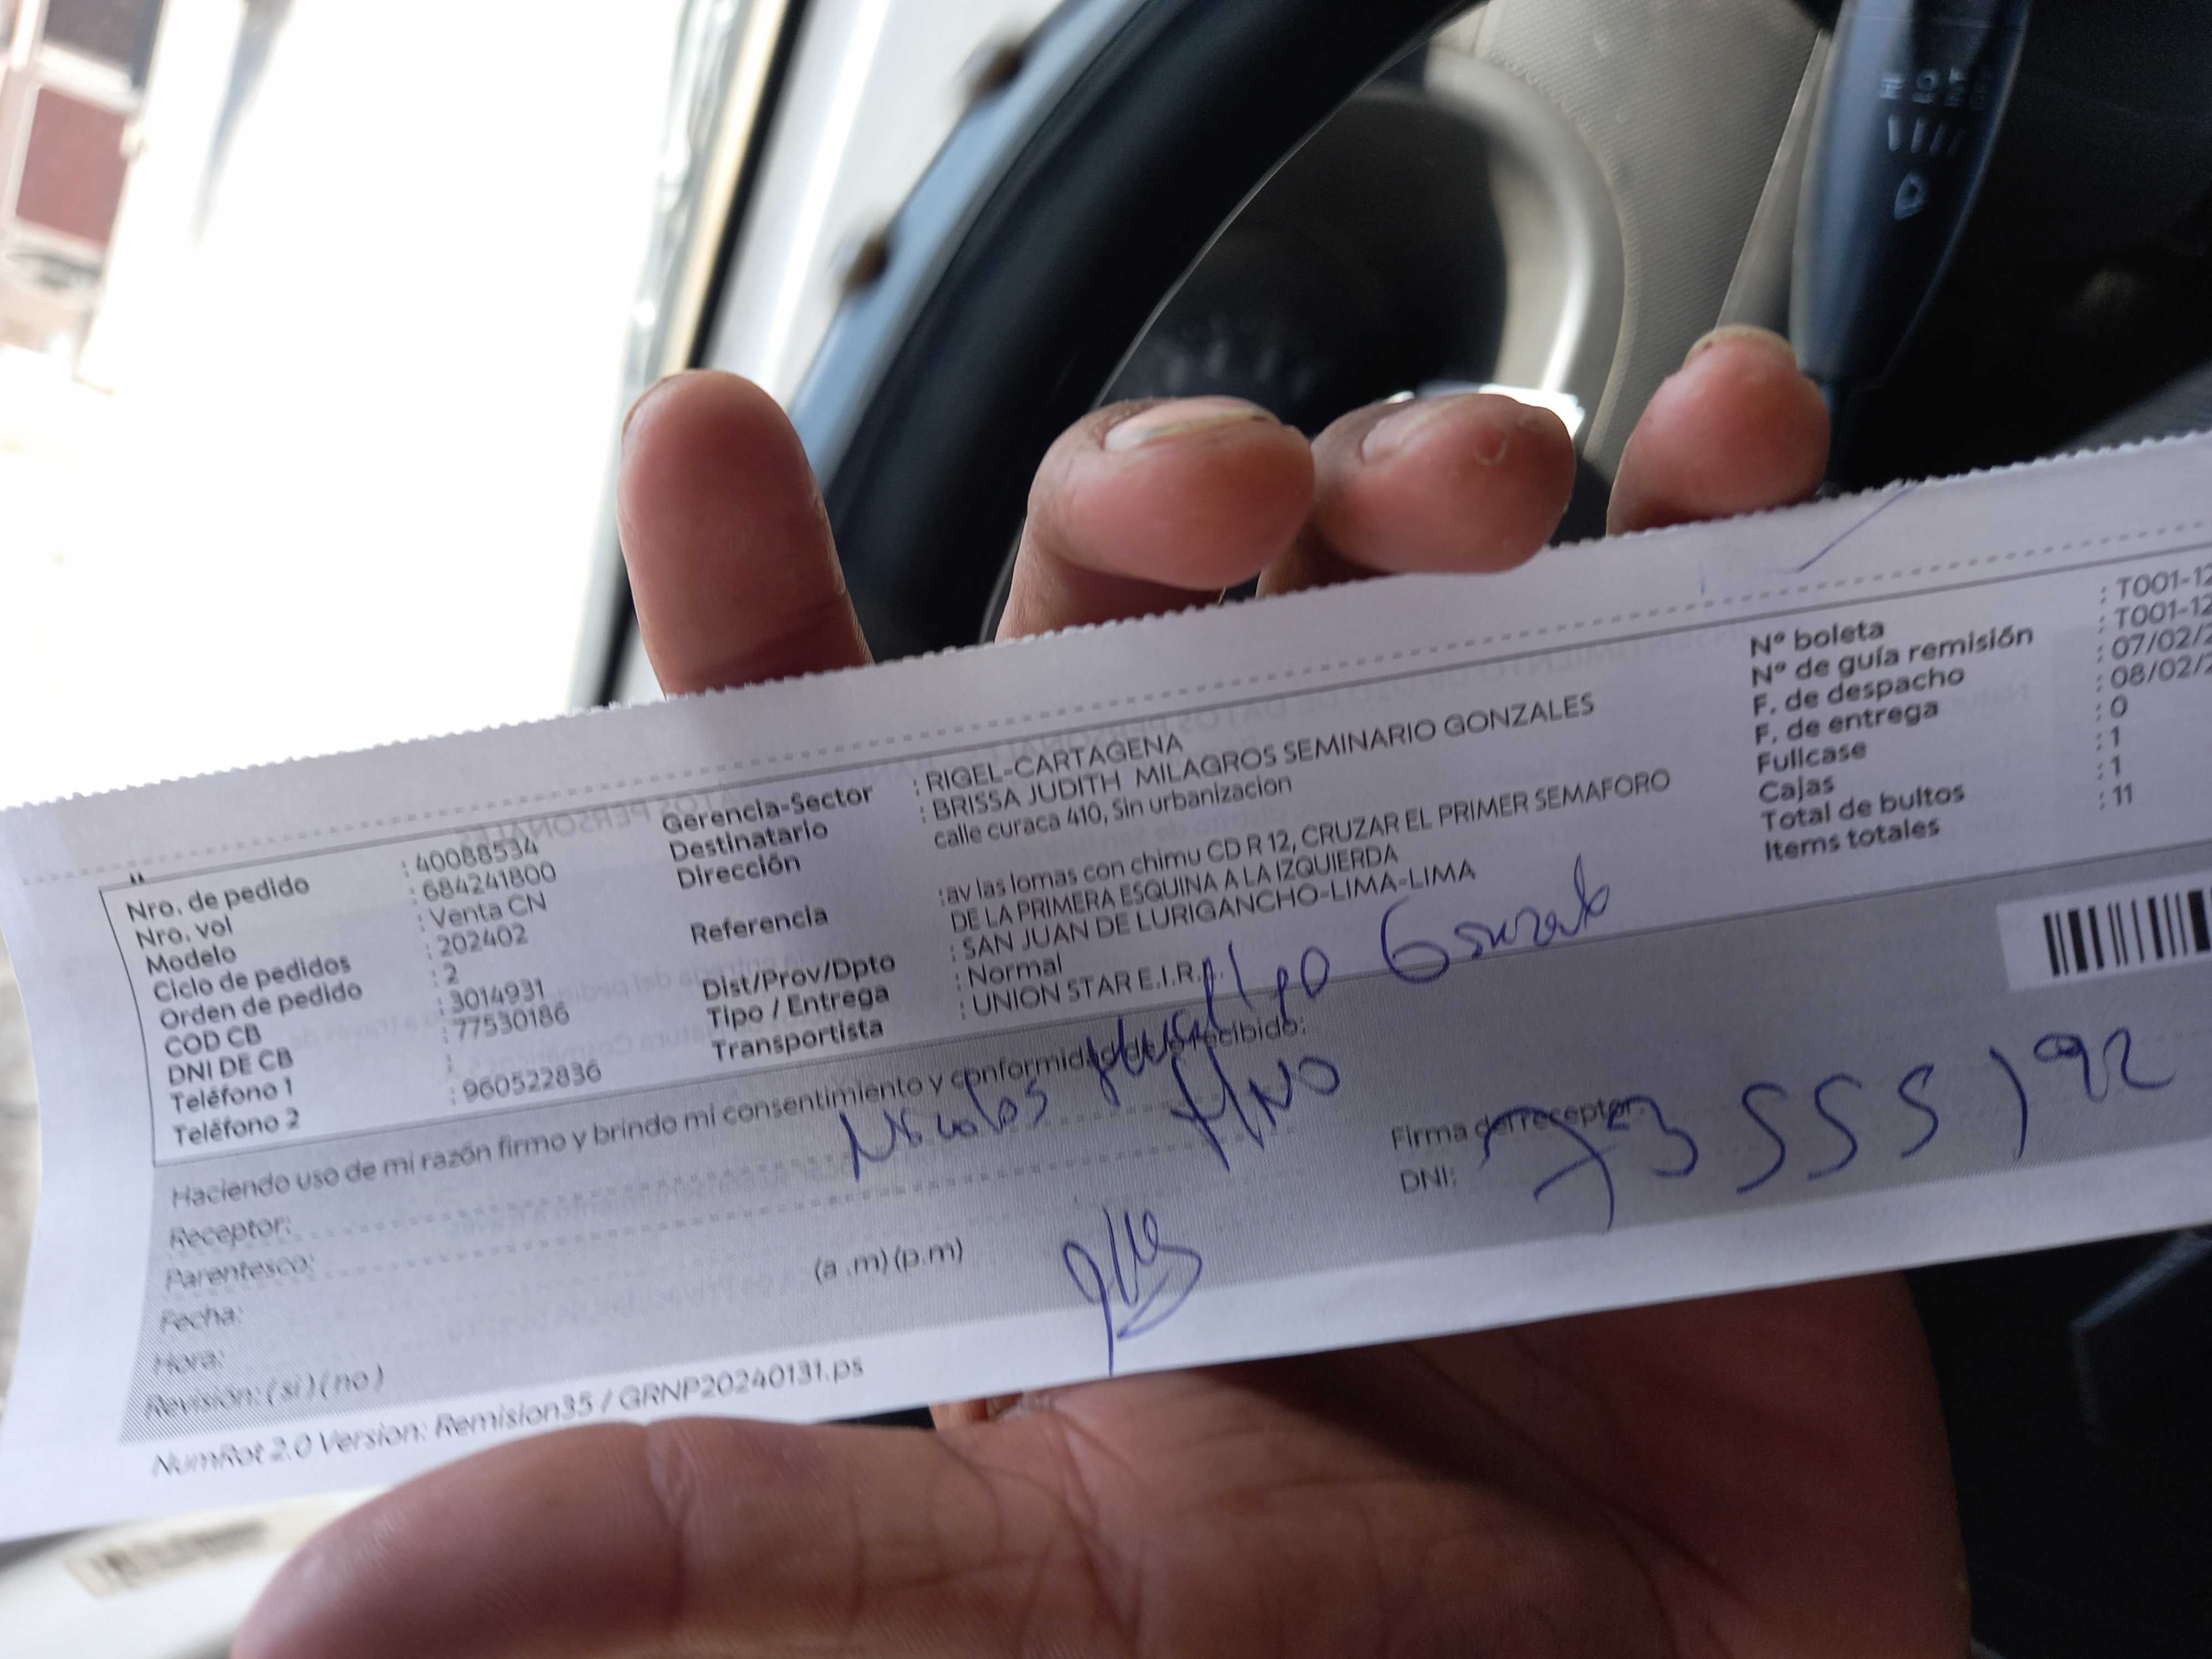 Nro. de pedido : 40088534
Nro. vol : 684241800
Modelo : Venta CN
Ciclo de pedidos : 202402
Orden de pedido : 2
COD CB : 3014931
DNI DE CB : 77530186
Teléfono 1 :
Teléfono 2 : 960522836
Gerencia-Sector : RIGEL-CARTAGENA
Destinatario : BRISSA JUDITH MILAGROS SEMINARIO GONZALES
Dirección calle curaca 410, Sin urbanizacion
Referencia :av las lomas con chimu CD R 12, CRUZAR EL PRIMER SEMAFORO
DE LA PRIMERA ESQUINA A LA IZQUIERDA
Dist/Prov/Dpto : SAN JUAN DE LURIGANCHO-LIMA-LIMA
Tipo / Entrega : Normal
Transportista : UNION STAR E.I.R.
N° boleta : T001-12
N° de guía remisión : T001-12
F. de despacho : 07/02/2
F. de entrega : 08/02/2
Fullcase : 0
Cajas : 1
Total de bultos : 1
Items totales : 11
Haciendo uso de mi razón firmo y brindo mi consentimiento y conformidad de lo recibido:
Receptor: Nicolas
Parentesco: HNO
Fecha:
Hora: (a .m) (p.m)
Revisión: ( si ) ( no )
Firma del receptor:
DNI: 73555192
NumRot 2.0 Version: Remision35 / GRNP20240131.ps